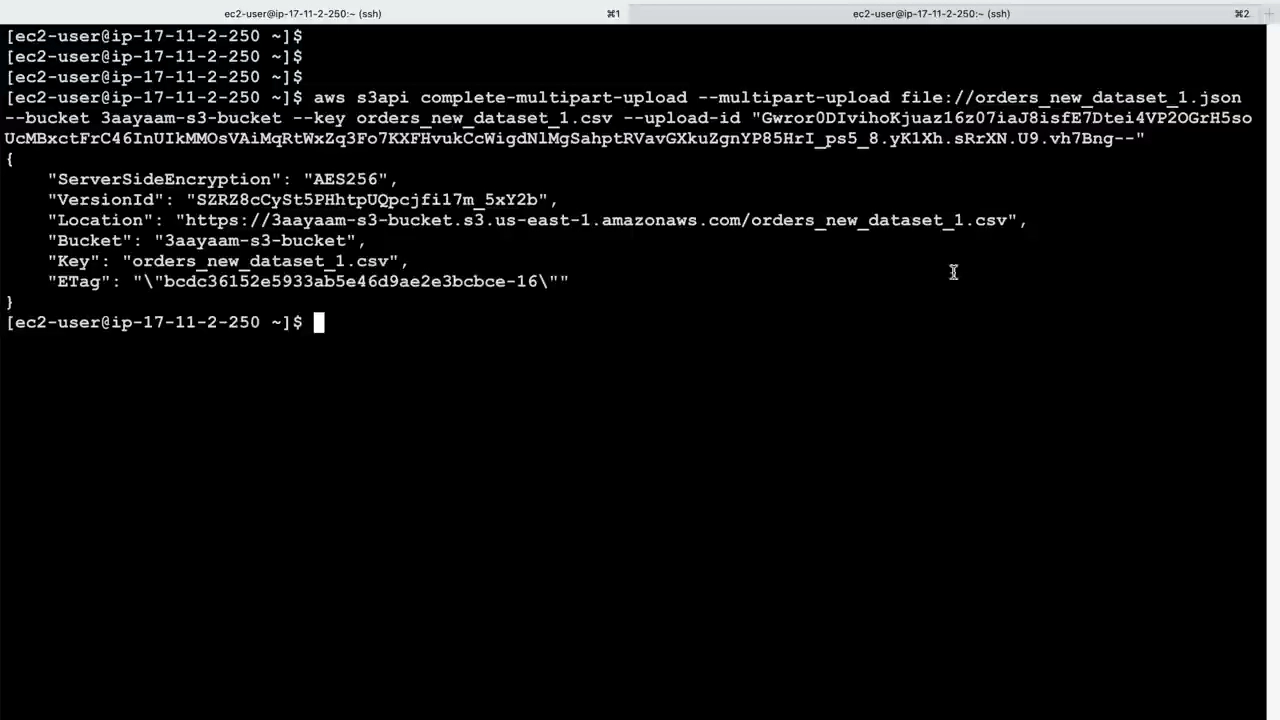 ec2-user@ip-17-11-2-250:~ (ssh) ⌘1 ec2-user@ip-17-11-2-250:~ (ssh) ⌘2 +
[ec2-user@ip-17-11-2-250 ~]$
[ec2-user@ip-17-11-2-250 ~]$
[ec2-user@ip-17-11-2-250 ~]$
[ec2-user@ip-17-11-2-250 ~]$ aws s3api complete-multipart-upload --multipart-upload file://orders_new_dataset_1.json
--bucket 3aayaam-s3-bucket --key orders_new_dataset_1.csv --upload-id "Gwror0DIvihoKjuaz16z07iaJ8isfE7Dtei4VP2OGrH5so
UcMBxctFrC46InUIkMMOsVAiMqRtWxZq3Fo7KXFHvukCcWigdNlMgSahptRVavGXkuZgnYP85HrI_ps5_8.yK1Xh.sRrXN.U9.vh7Bng--"
{
    "ServerSideEncryption": "AES256",
    "VersionId": "SZRZ8cCySt5PHhtpUQpcjfi17m_5xY2b",
    "Location": "https://3aayaam-s3-bucket.s3.us-east-1.amazonaws.com/orders_new_dataset_1.csv",
    "Bucket": "3aayaam-s3-bucket",
    "Key": "orders_new_dataset_1.csv",
    "ETag": "\"bcdc36152e5933ab5e46d9ae2e3bcbce-16\""
}
[ec2-user@ip-17-11-2-250 ~]$